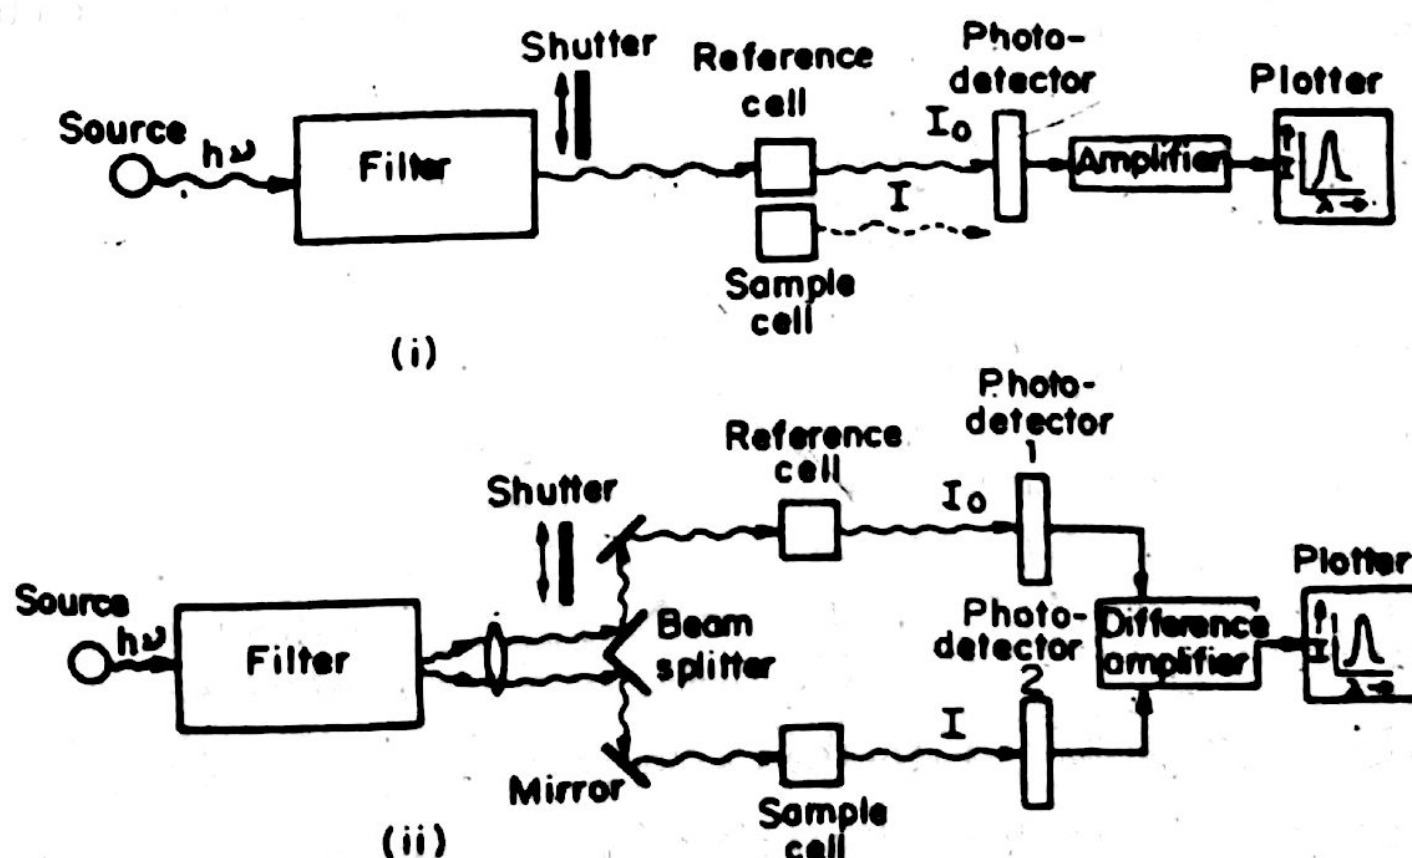 Shutter
Reference
cell
Photo-
detector
Plotter
Source
hν
Filter
I₀
Amplifier
I
I
λ →
Sample
cell
(i)
Photo-
detector
1
Reference
cell
Shutter
I₀
Plotter
Source
hν
Filter
Beam
splitter
Photo-
detector
2
Difference
amplifier
I
λ →
I
Mirror
Sample
cell
(ii)